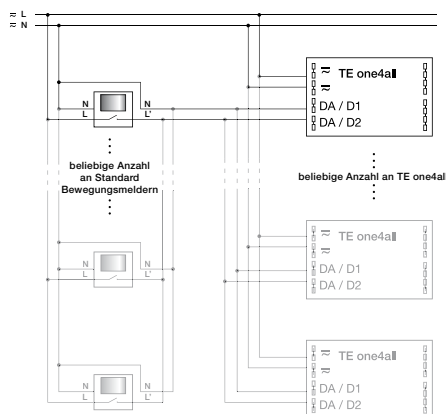 ≂ L
≂ N
≂ TE one4all
≂
N N
DA / D1
L L'
DA / D2
beliebige Anzahl
an Standard
Bewegungsmeldern
beliebige Anzahl an TE one4all
≂ TE one4all
≂
N N
DA / D1
L L'
DA / D2
≂ TE one4all
≂
N N
DA / D1
L L'
DA / D2